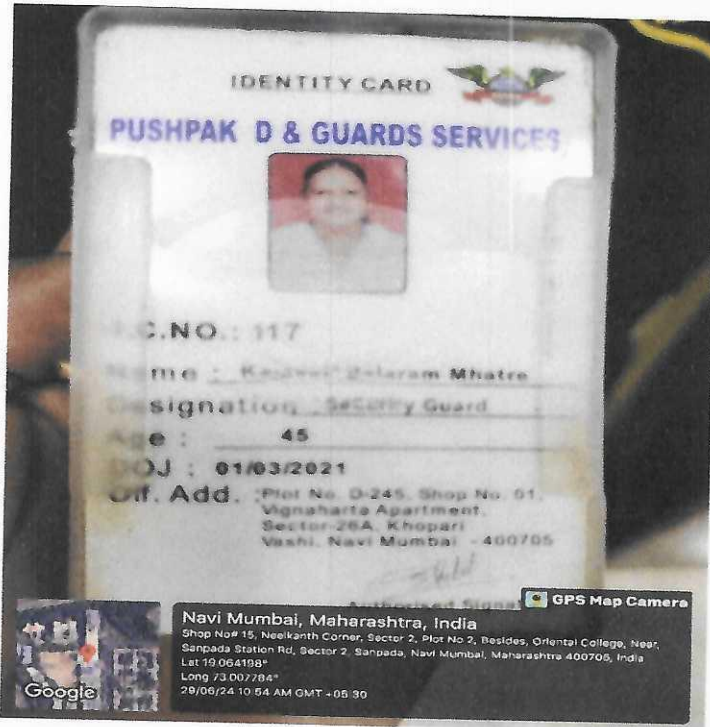 IDENTITY CARD
PUSHPAK D & GUARDS SERVICES
.C.NO.: 117
me : Balaram Mhatre
signation : Security Guard
Age : 45
DOJ : 01/03/2021
Off. Add. : Plot No. D-245, Shop No. 01,
Vignaharta Apartment,
Sector-26A, Khopari
Vashi, Navi Mumbai - 400705
GPS Map Camera
Navi Mumbai, Maharashtra, India
Shop No# 15, Neelkanth Corner, Sector 2, Plot No 2, Besides, Oriental College, Near,
Sanpada Station Rd, Sector 2, Sanpada, Navi Mumbai, Maharashtra 400705, India
Lat 19.064198°
Long 73.007784°
29/06/24 10:54 AM GMT +05:30
Google